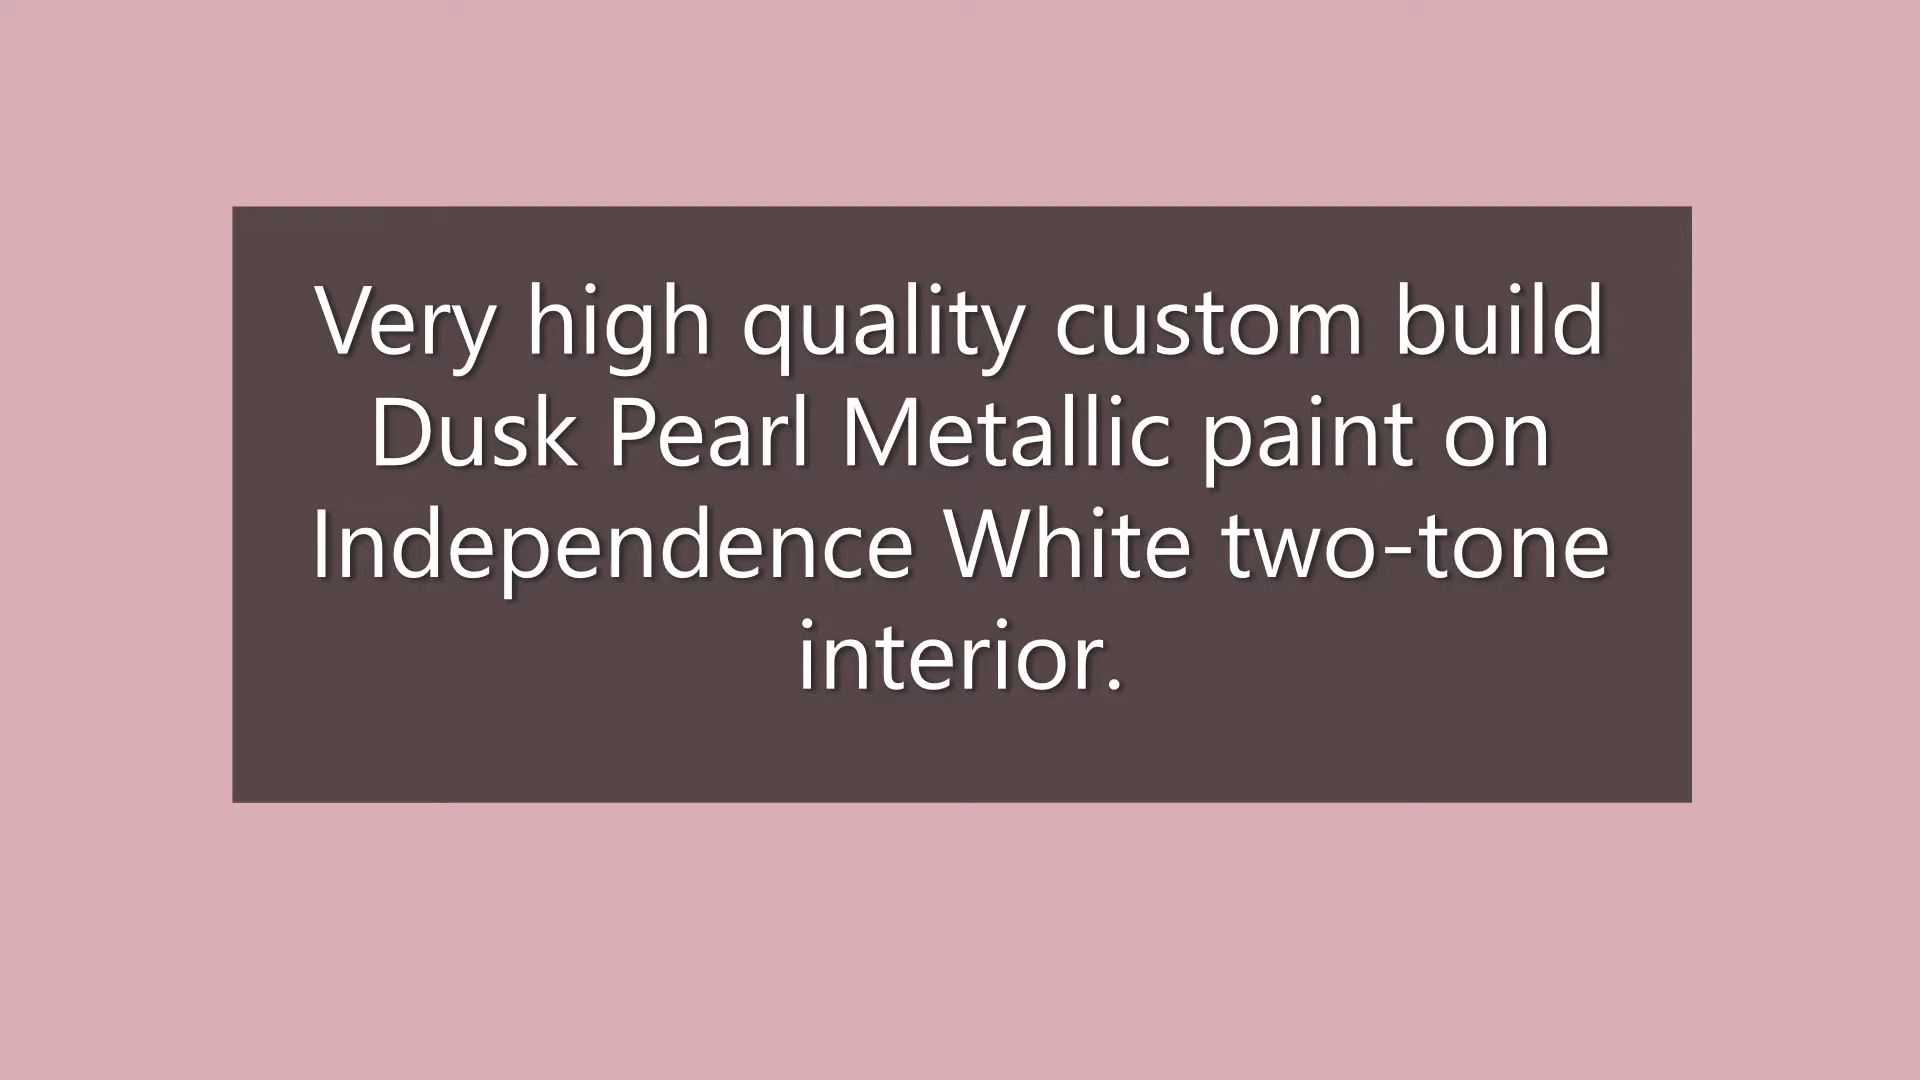 Very high quality custom build
Dusk Pearl Metallic paint on
Independence White two-tone
interior.